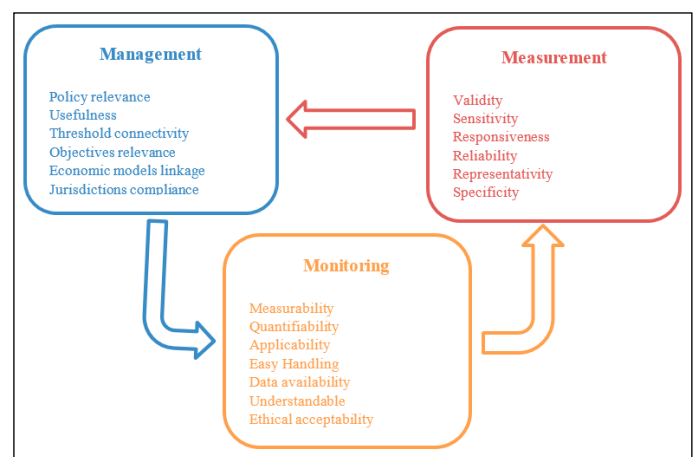 Management
Policy relevance
Usefulness
Threshold connectivity
Objectives relevance
Economic models linkage
Jurisdictions compliance
Measurement
Validity
Sensitivity
Responsiveness
Reliability
Representativity
Specificity
Monitoring
Measurability
Quantifiability
Applicability
Easy Handling
Data availability
Understandable
Ethical acceptability